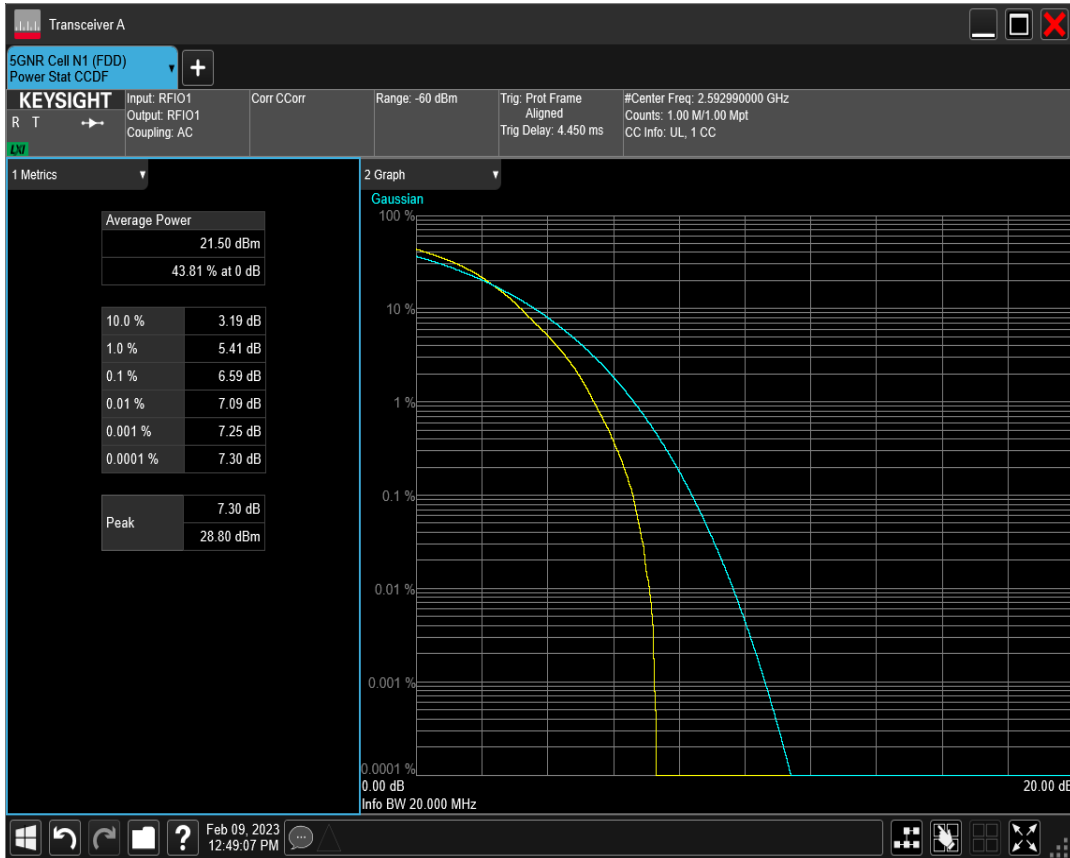 Transceiver A
5GNR Cell N1 (FDD)
Power Stat CCDF
+
KEYSIGHT
R T
LXI
Input: RFIO1
Output: RFIO1
Coupling: AC
Corr CCorr
Range: -60 dBm
Trig: Prot Frame
Aligned
Trig Delay: 4.450 ms
#Center Freq: 2.592990000 GHz
Counts: 1.00 M/1.00 Mpt
CC Info: UL, 1 CC
1 Metrics
Average Power
21.50 dBm
43.81 % at 0 dB
10.0 % 3.19 dB
1.0 % 5.41 dB
0.1 % 6.59 dB
0.01 % 7.09 dB
0.001 % 7.25 dB
0.0001 % 7.30 dB
Peak 7.30 dB
28.80 dBm
2 Graph
Gaussian
100 %
10 %
1 %
0.1 %
0.01 %
0.001 %
0.0001 %
0.00 dB 20.00 dB
Info BW 20.000 MHz
?
Feb 09, 2023
12:49:07 PM